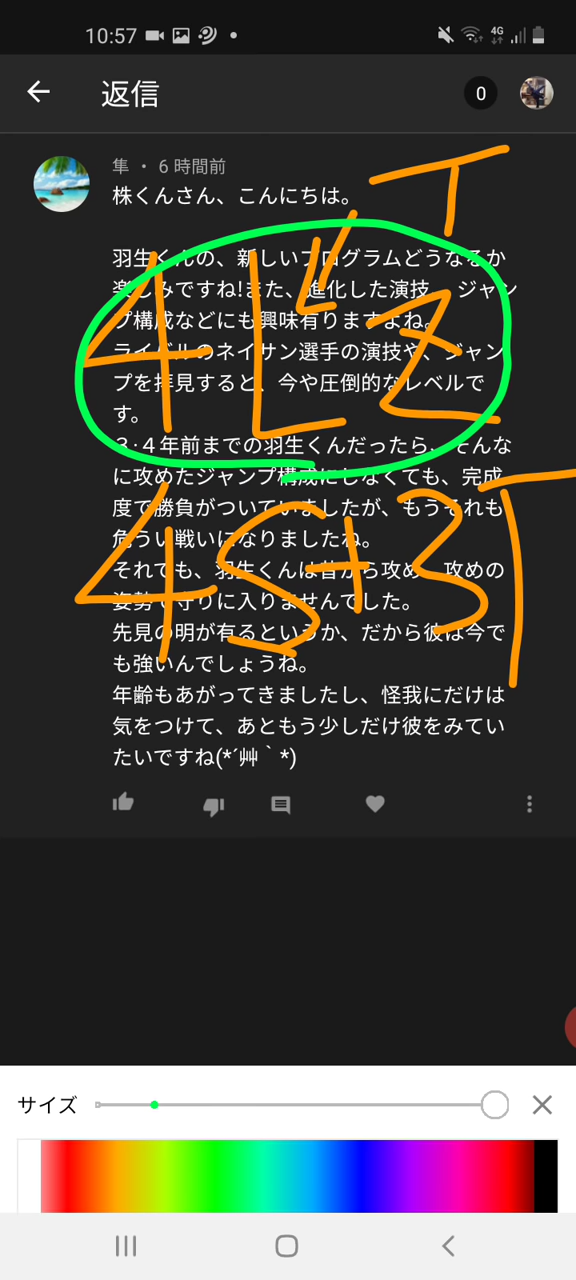 10:57 4G
返信 0
隼 · 6 時間前
株くんさん、こんにちは。
T
羽生くんの、新しいプログラムどうなるか
楽しみですね!また、進化した演技、ジャン
プ構成などにも興味有りますよね。
4LZ
ライバルのネイサン選手の演技や、ジャン
プを拝見すると、今や圧倒的なレベルで
す。
3·4年前までの羽生くんだったら、そんな
に攻めたジャンプ構成にしなくても、完成
度で勝負がついていましたが、もうそれも
危うい戦いになりましたね。
4S+3T
それでも、羽生くんは昔から攻め、攻めの
姿勢で守りに入りませんでした。
先見の明が有るというか、だから彼は今で
も強いんでしょうね。
年齢もあがってきましたし、怪我にだけは
気をつけて、あともう少しだけ彼をみてい
たいですね(*´艸｀*)
サイズ